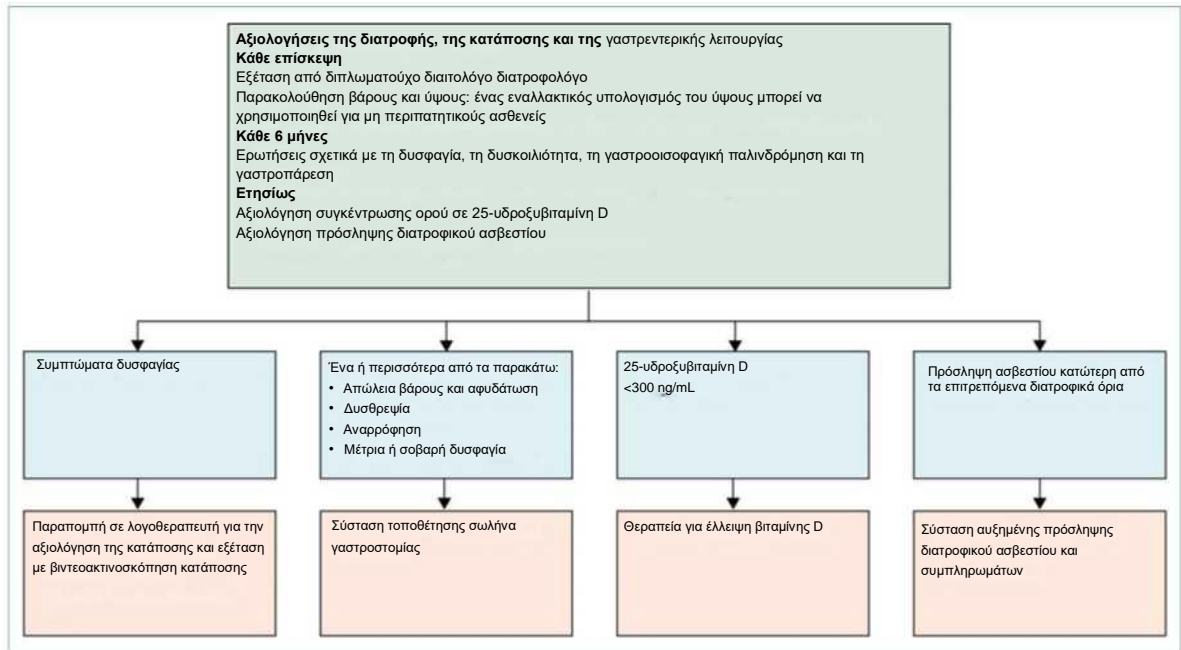 Αξιολογήσεις της διατροφής, της κατάποσης και της γαστρεντερικής λειτουργίας
Κάθε επίσκεψη
Εξέταση από διπλωματούχο διαιτολόγο διατροφολόγο
Παρακολούθηση βάρους και ύψους: ένας εναλλακτικός υπολογισμός του ύψους μπορεί να
χρησιμοποιηθεί για μη περιπατητικούς ασθενείς
Κάθε 6 μήνες
Ερωτήσεις σχετικά με τη δυσφαγία, τη δυσκοιλιότητα, τη γαστροοισοφαγική παλινδρόμηση και τη
γαστροπάρεση
Ετησίως
Αξιολόγηση συγκέντρωσης ορού σε 25-υδροξυβιταμίνη D
Αξιολόγηση πρόσληψης διατροφικού ασβεστίου
Συμπτώματα δυσφαγίας
Ένα ή περισσότερα από τα παρακάτω:
• Απώλεια βάρους και αφυδάτωση
• Δυσθρεψία
• Αναρρόφηση
• Μέτρια ή σοβαρή δυσφαγία
25-υδροξυβιταμίνη D
<300 ng/mL
Πρόσληψη ασβεστίου κατώτερη από
τα επιτρεπόμενα διατροφικά όρια
Παραπομπή σε λογοθεραπευτή για την
αξιολόγηση της κατάποσης και εξέταση
με βιντεοακτινοσκόπηση κατάποσης
Σύσταση τοποθέτησης σωλήνα
γαστροστομίας
Θεραπεία για έλλειψη βιταμίνης D
Σύσταση αυξημένης πρόσληψης
διατροφικού ασβεστίου και
συμπληρωμάτων